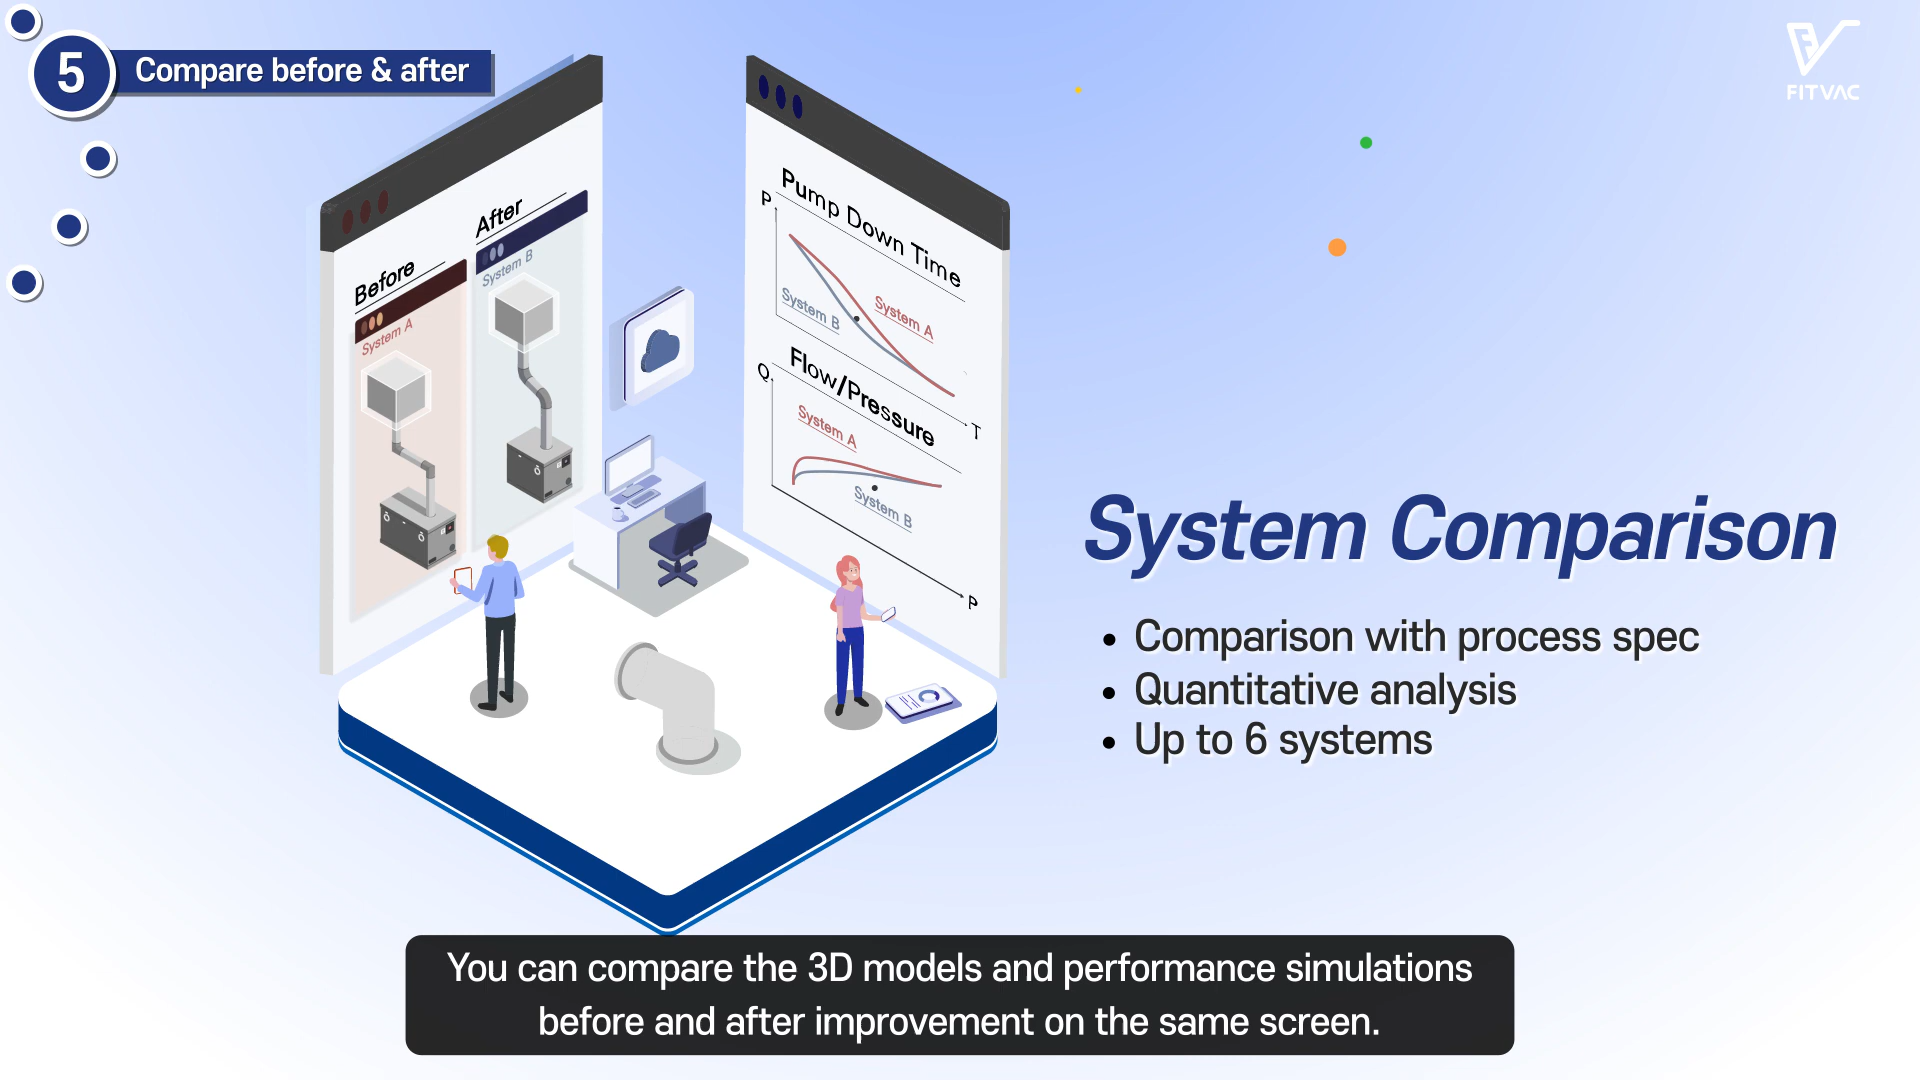 5
Compare before & after
FITVAC
Before
System A
After
System B
Pump Down Time
P
System B
System A
T
Flow/Pressure
Q
System A
System B
P
System Comparison
• Comparison with process spec
• Quantitative analysis
• Up to 6 systems
You can compare the 3D models and performance simulations
before and after improvement on the same screen.